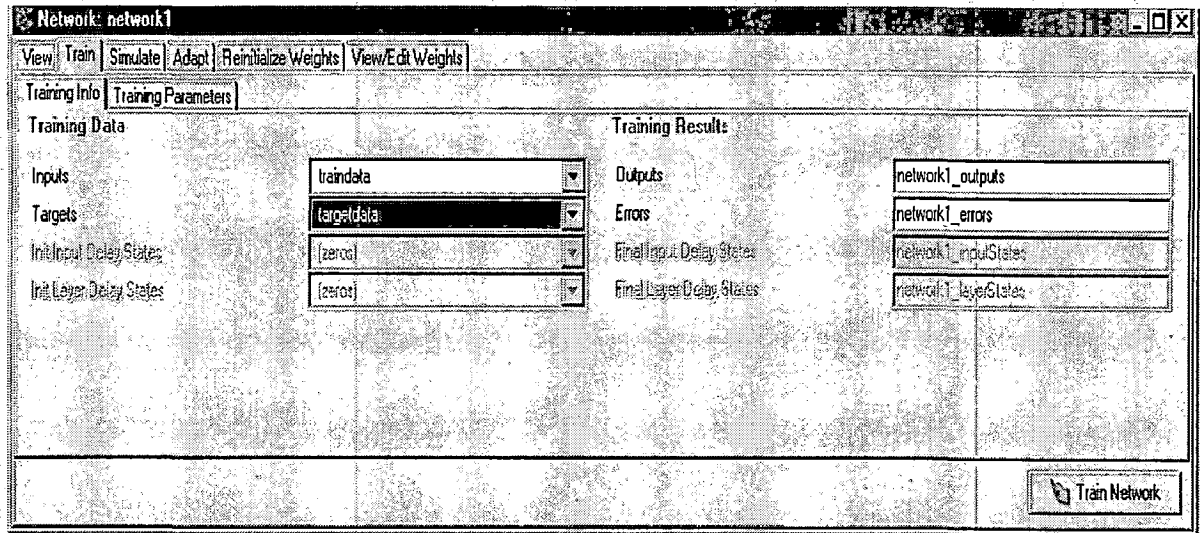 Network: network1
View Train Simulate Adapt Reinitialize Weights View/Edit Weights
Training Info Training Parameters
Training Data Training Results
Inputs traindata Outputs network1_outputs
Targets targetdata Errors network1_errors
Init Input Delay States (zeros) Final Input Delay States network1_inputStates
Init Layer Delay States (zeros) Final Layer Delay States network1_layerStates
Train Network